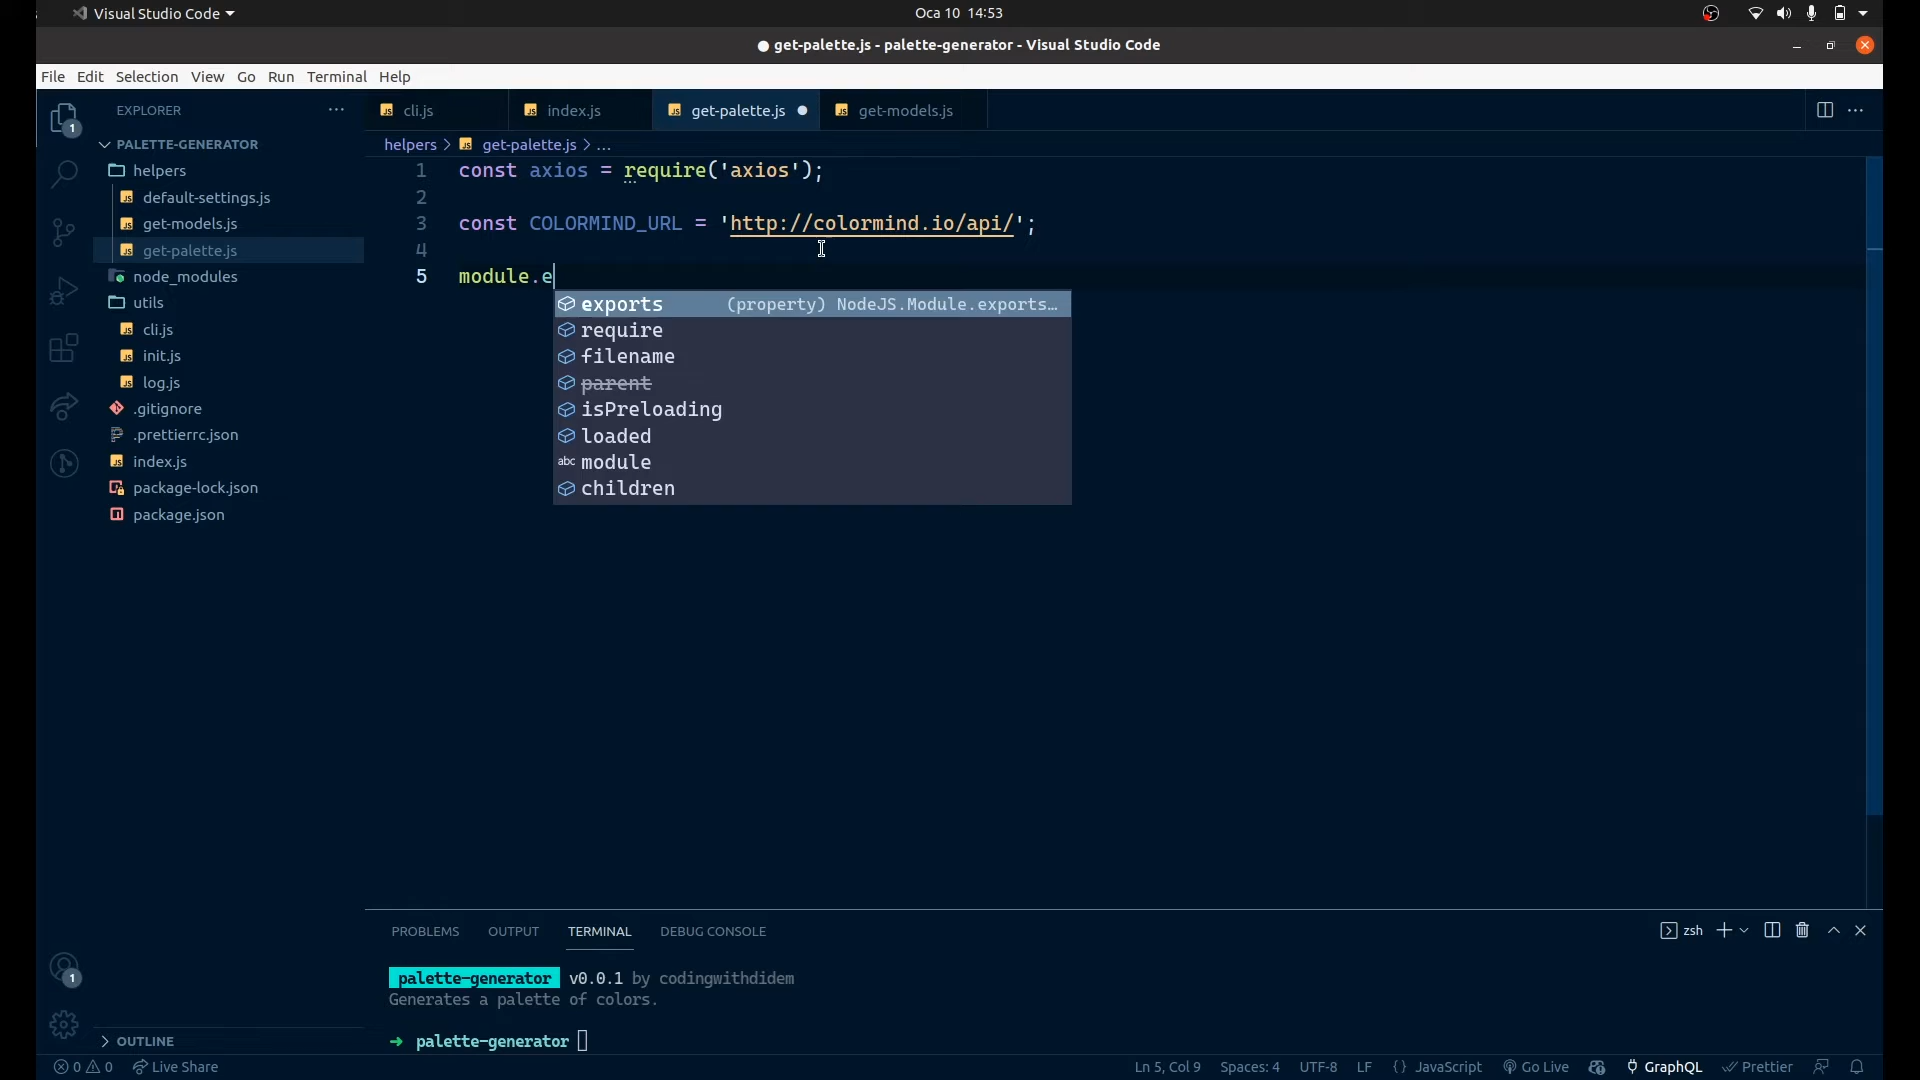 Visual Studio Code
Oca 10 14:53
● get-palette.js - palette-generator - Visual Studio Code
File Edit Selection View Go Run Terminal Help
EXPLORER
cli.js
index.js
get-palette.js
get-models.js
PALETTE-GENERATOR
helpers
default-settings.js
get-models.js
get-palette.js
node_modules
utils
cli.js
init.js
log.js
.gitignore
.prettierrc.json
index.js
package-lock.json
package.json
OUTLINE
helpers > get-palette.js > ...
1 const axios = require('axios');
2
3 const COLORMIND_URL = 'http://colormind.io/api/';
4
5 module.e
exports (property) NodeJS.Module.exports…
require
filename
parent
isPreloading
loaded
abc module
children
PROBLEMS OUTPUT TERMINAL DEBUG CONSOLE
zsh
palette-generator v0.0.1 by codingwithdidem
Generates a palette of colors.
→ palette-generator
1
1
0 0 Live Share
Ln 5, Col 9 Spaces: 4 UTF-8 LF {} JavaScript Go Live GraphQL Prettier